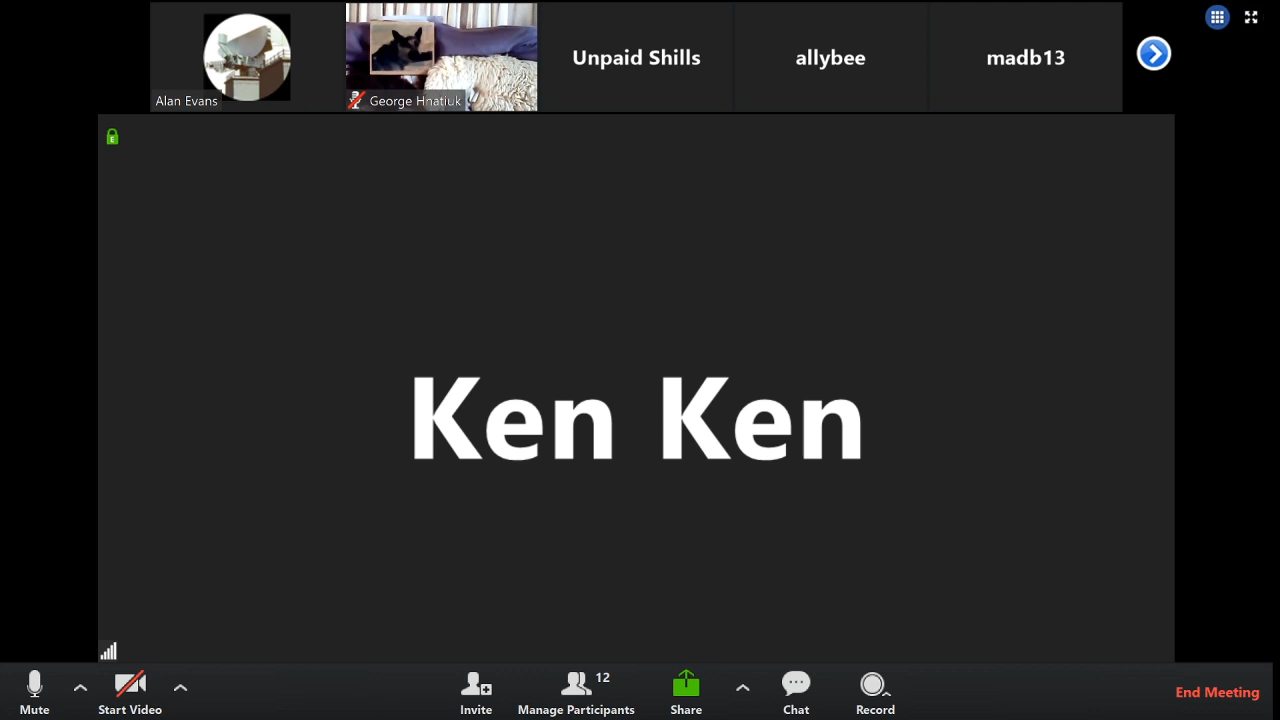 Unpaid Shills
allybee
madb13
Alan Evans
George Hnatiuk
E
Ken Ken
12
Mute
Start Video
Invite
Manage Participants
Share
Chat
Record
End Meeting